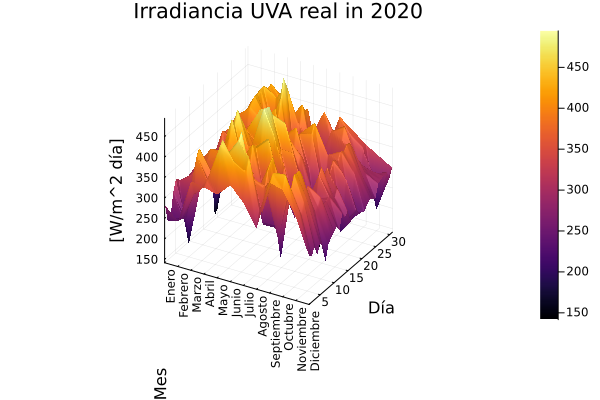 Irradiancia UVA real in 2020
[W/m^2 día]
450
400
350
300
250
200
150
Enero
Febrero
Marzo
Abril
Mayo
Junio
Julio
Agosto
Septiembre
Octubre
Noviembre
Diciembre
Mes
5
10
15
20
25
30
Día
450
400
350
300
250
200
150